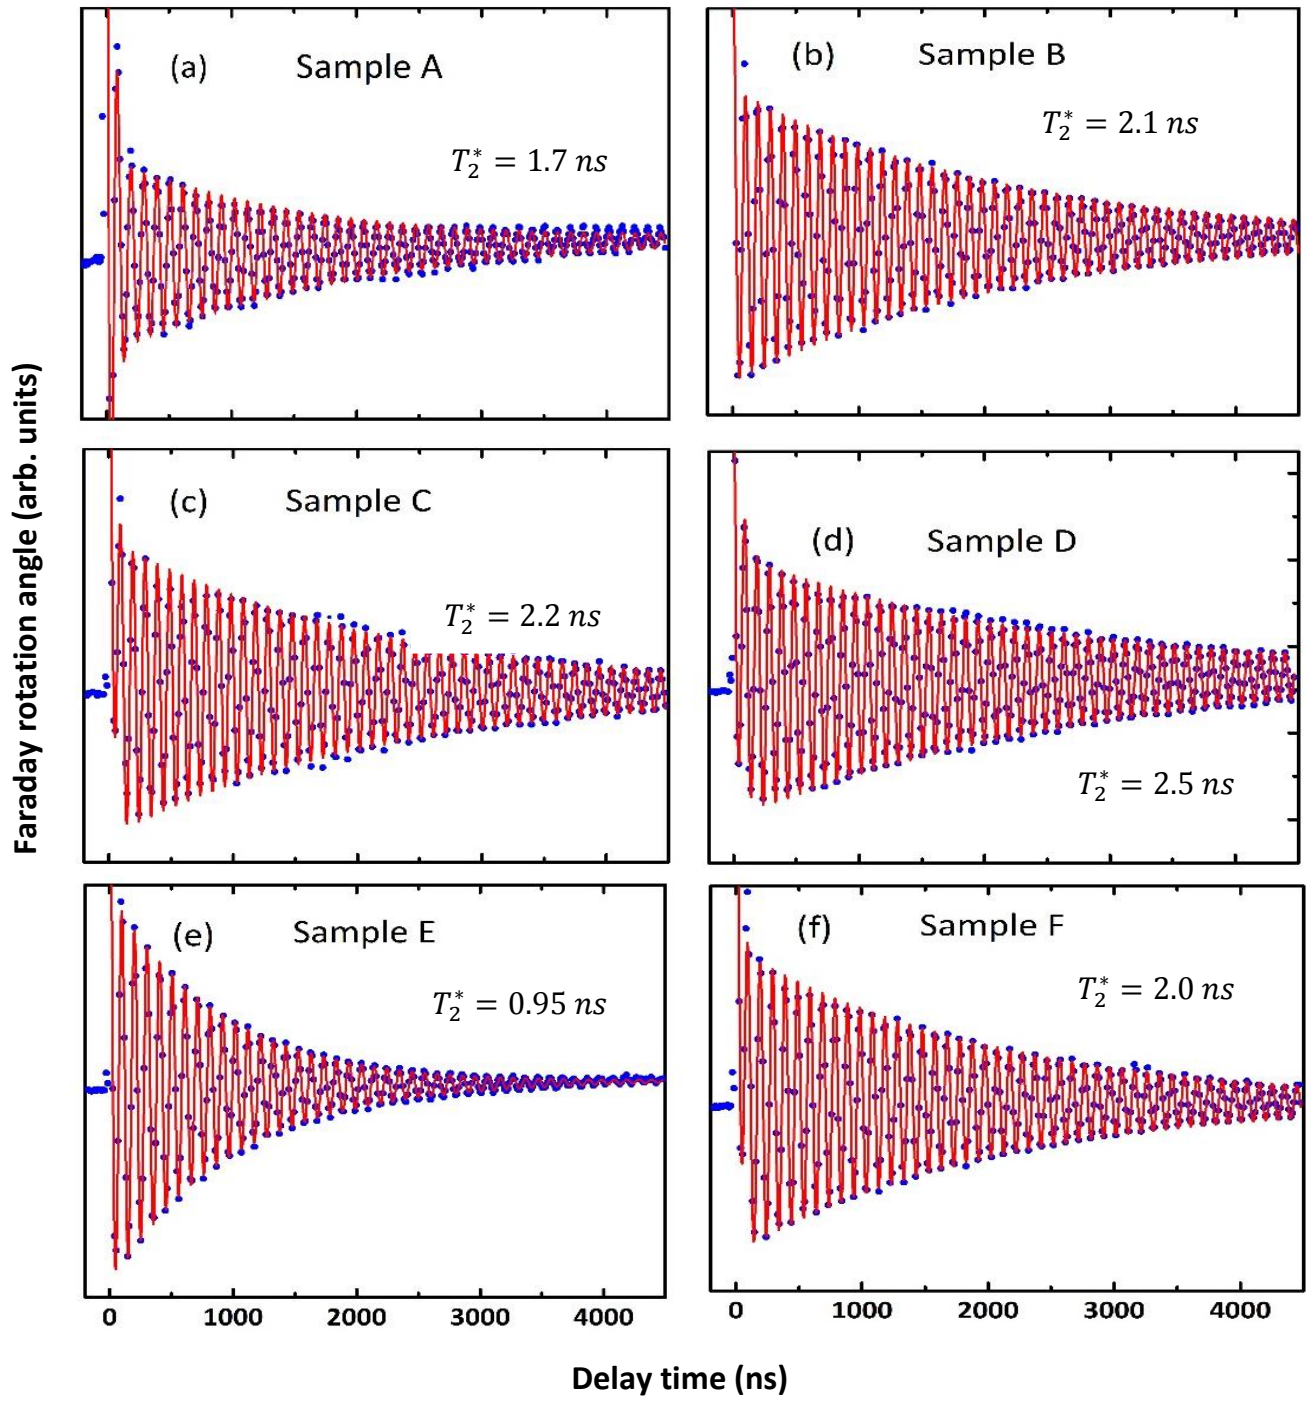 (a) Sample A
T₂* = 1.7 ns
(b) Sample B
T₂* = 2.1 ns
(c) Sample C
T₂* = 2.2 ns
(d) Sample D
T₂* = 2.5 ns
(e) Sample E
T₂* = 0.95 ns
(f) Sample F
T₂* = 2.0 ns
Faraday rotation angle (arb. units)
0 1000 2000 3000 4000
0 1000 2000 3000 4000
Delay time (ns)